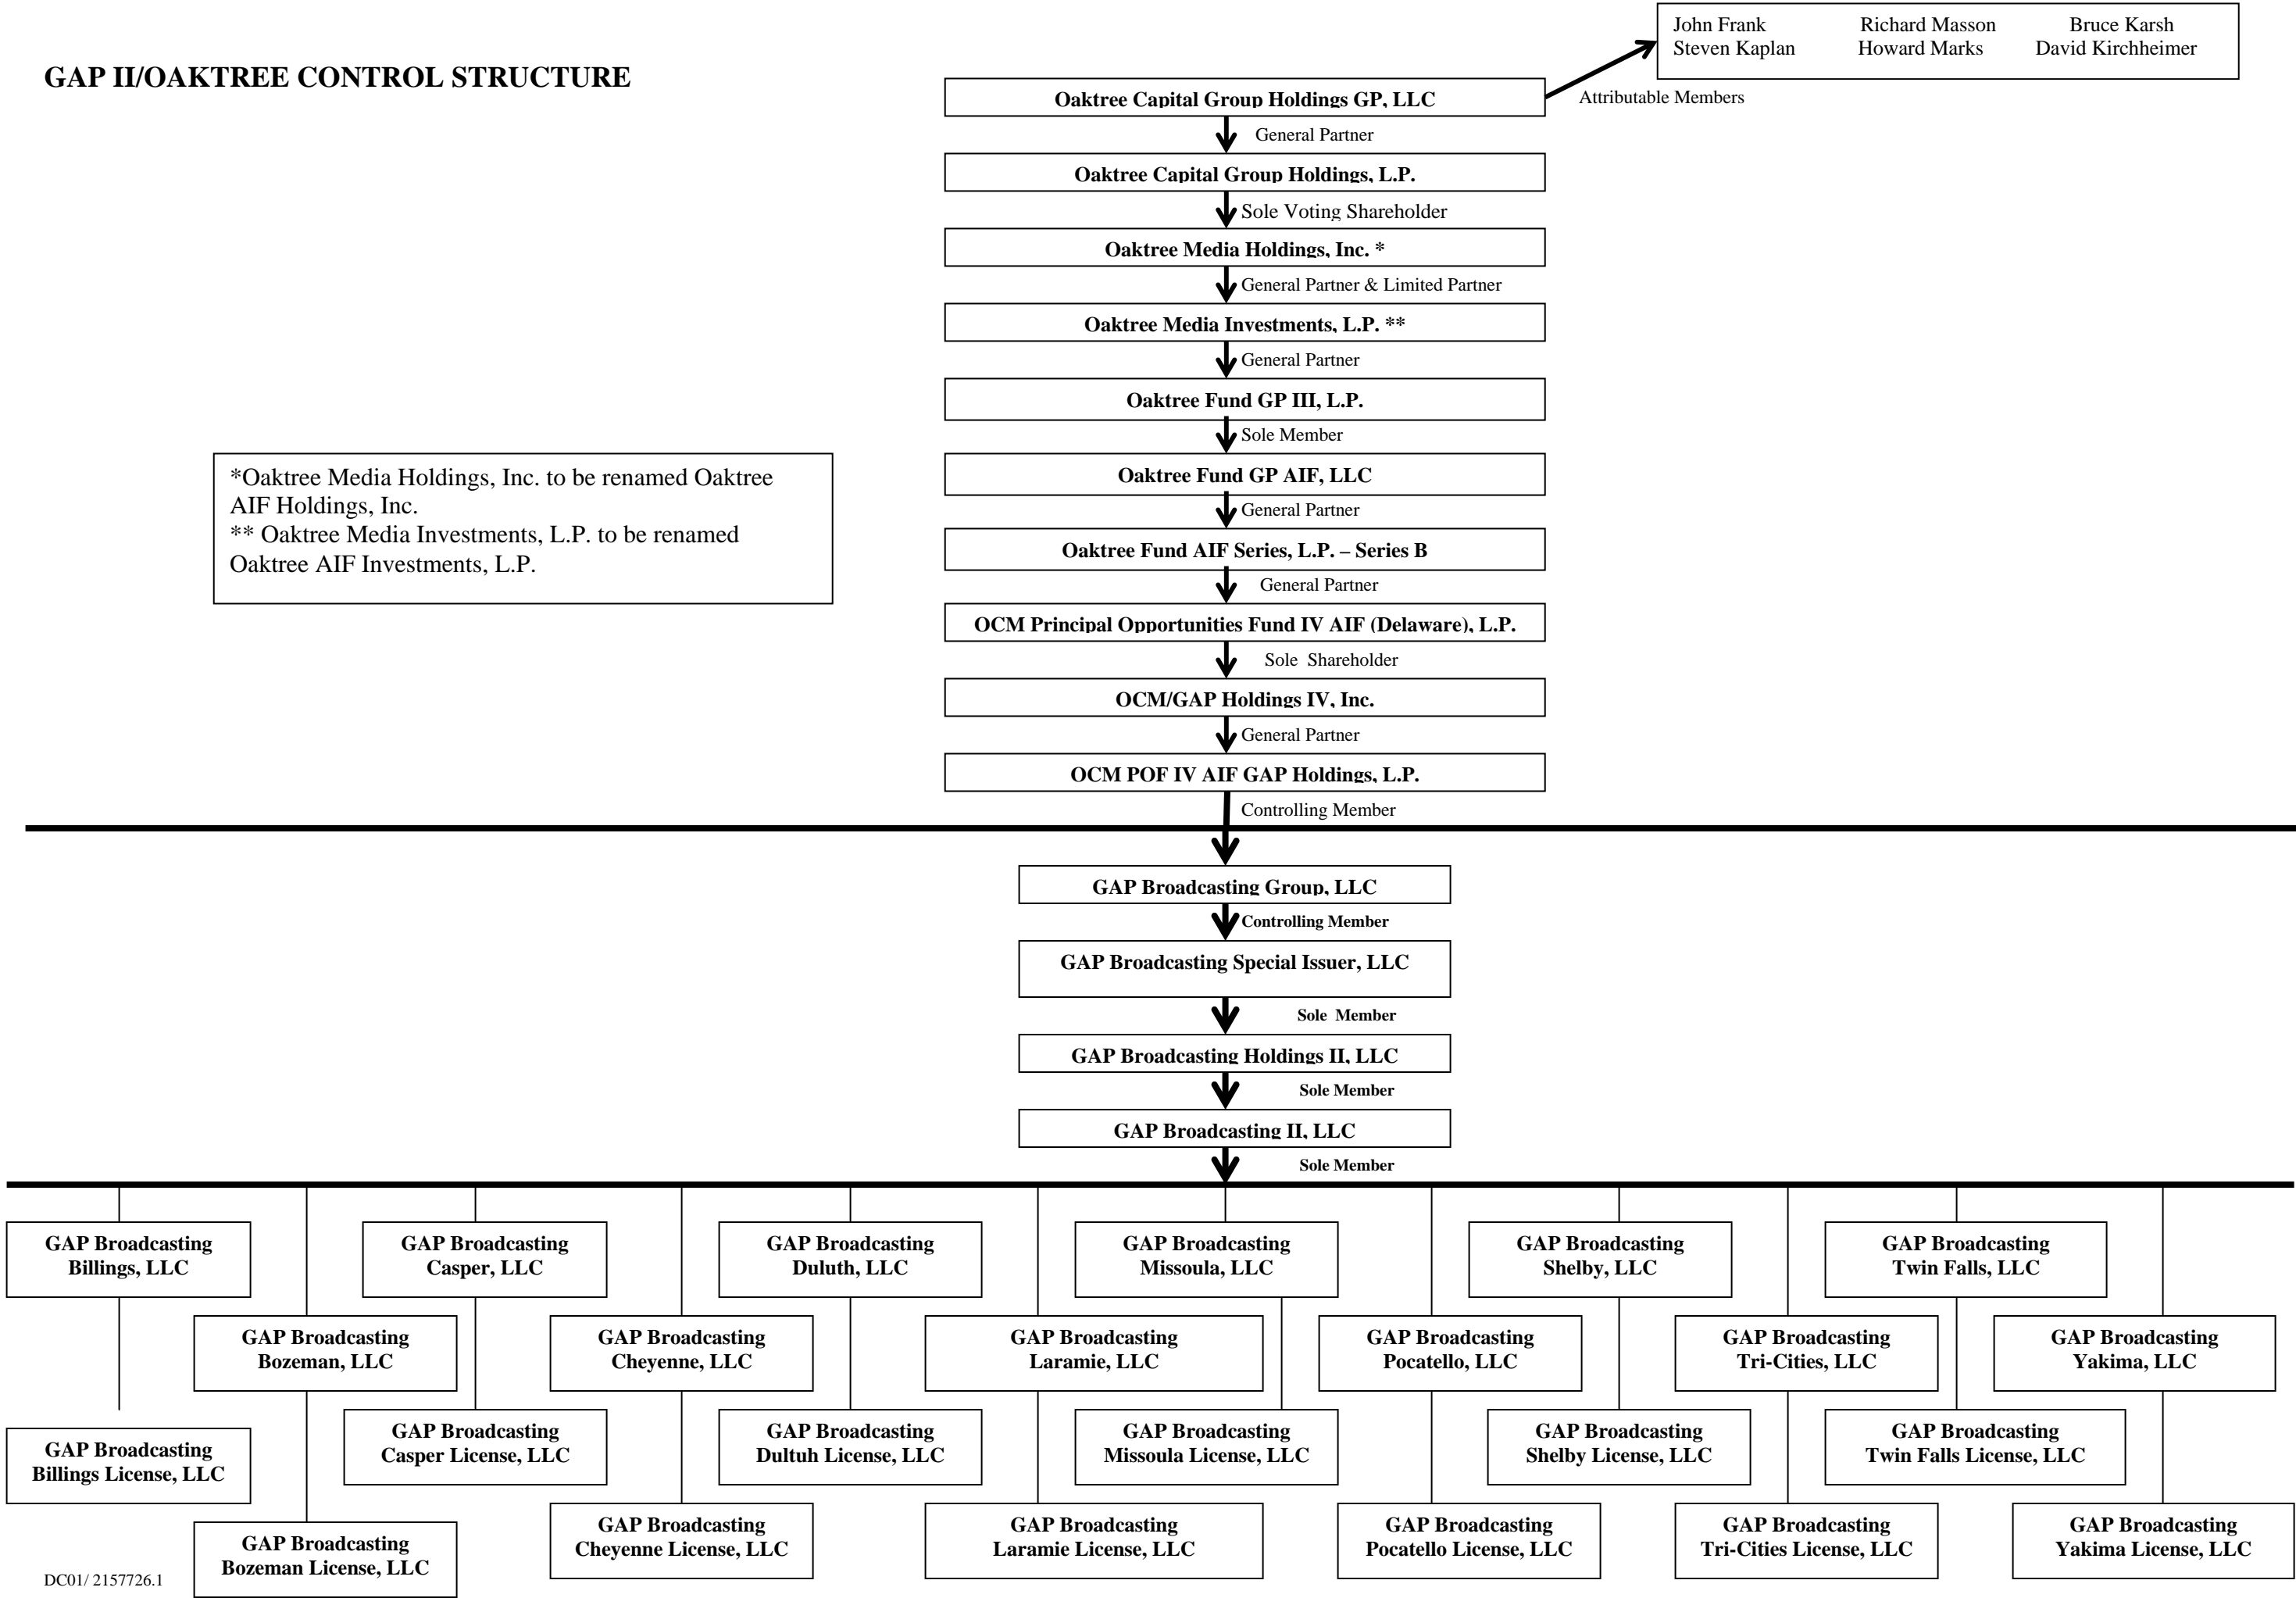 John Frank Richard Masson Bruce Karsh
Steven Kaplan Howard Marks David Kirchheimer
GAP II/OAKTREE CONTROL STRUCTURE
Attributable Members
Oaktree Capital Group Holdings GP, LLC
General Partner
Oaktree Capital Group Holdings, L.P.
Sole Voting Shareholder
Oaktree Media Holdings, Inc. *
General Partner & Limited Partner
Oaktree Media Investments, L.P. **
General Partner
Oaktree Fund GP III, L.P.
Sole Member
Oaktree Fund GP AIF, LLC
General Partner
Oaktree Fund AIF Series, L.P. – Series B
General Partner
OCM Principal Opportunities Fund IV AIF (Delaware), L.P.
Sole Shareholder
OCM/GAP Holdings IV, Inc.
General Partner
OCM POF IV AIF GAP Holdings, L.P.
Controlling Member
*Oaktree Media Holdings, Inc. to be renamed Oaktree
AIF Holdings, Inc.
** Oaktree Media Investments, L.P. to be renamed
Oaktree AIF Investments, L.P.
GAP Broadcasting Group, LLC
Controlling Member
GAP Broadcasting Special Issuer, LLC
Sole Member
GAP Broadcasting Holdings II, LLC
Sole Member
GAP Broadcasting II, LLC
Sole Member
GAP Broadcasting
Billings, LLC
GAP Broadcasting
Casper, LLC
GAP Broadcasting
Duluth, LLC
GAP Broadcasting
Missoula, LLC
GAP Broadcasting
Shelby, LLC
GAP Broadcasting
Twin Falls, LLC
GAP Broadcasting
Bozeman, LLC
GAP Broadcasting
Cheyenne, LLC
GAP Broadcasting
Laramie, LLC
GAP Broadcasting
Pocatello, LLC
GAP Broadcasting
Tri-Cities, LLC
GAP Broadcasting
Yakima, LLC
GAP Broadcasting
Billings License, LLC
GAP Broadcasting
Casper License, LLC
GAP Broadcasting
Dultuh License, LLC
GAP Broadcasting
Missoula License, LLC
GAP Broadcasting
Shelby License, LLC
GAP Broadcasting
Twin Falls License, LLC
GAP Broadcasting
Bozeman License, LLC
GAP Broadcasting
Cheyenne License, LLC
GAP Broadcasting
Laramie License, LLC
GAP Broadcasting
Pocatello License, LLC
GAP Broadcasting
Tri-Cities License, LLC
GAP Broadcasting
Yakima License, LLC
DC01/ 2157726.1